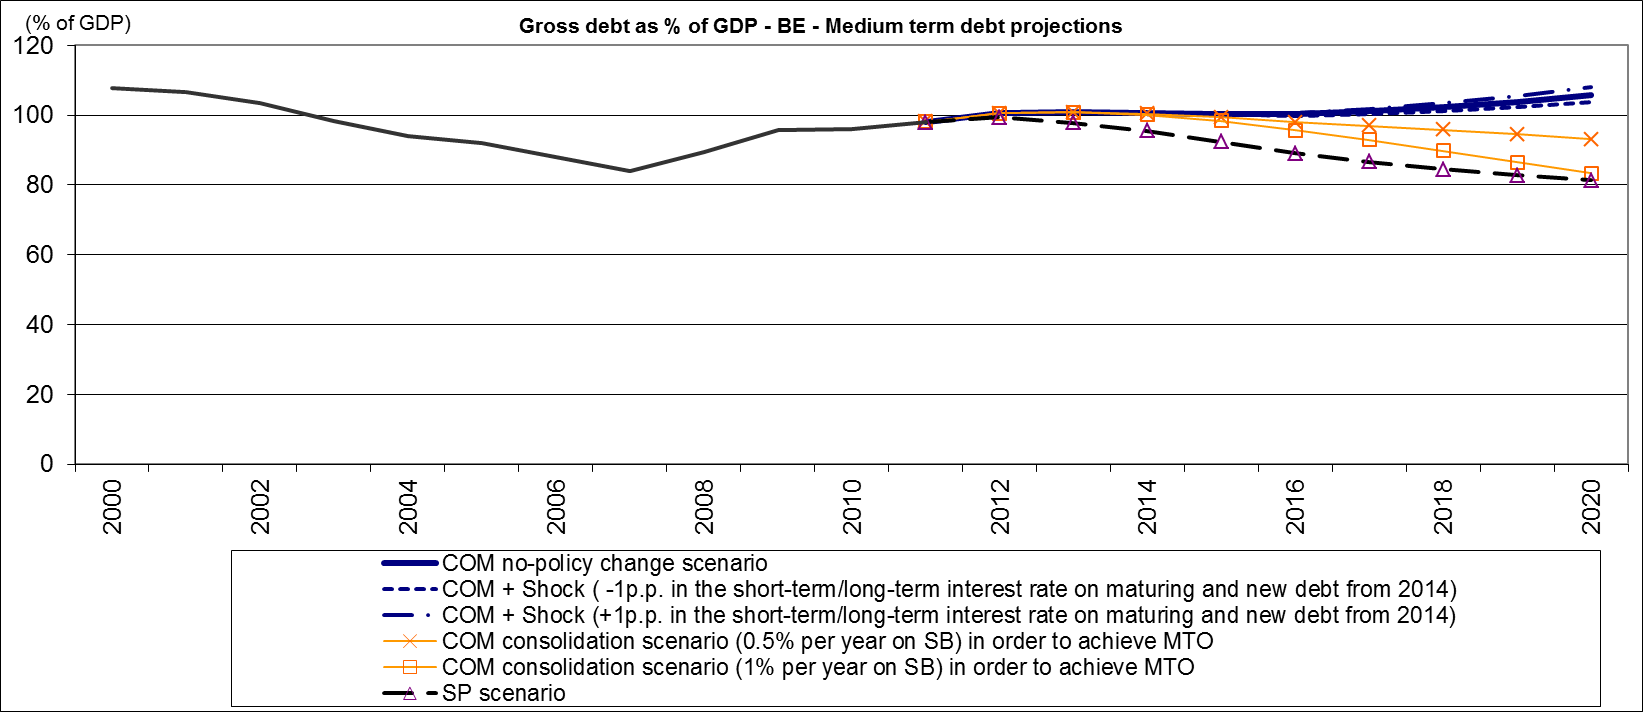 (% of GDP)
Gross debt as % of GDP - BE - Medium term debt projections
120
100
80
60
40
20
0
2000
2002
2004
2006
2008
2010
2012
2014
2016
2018
2020
COM no-policy change scenario
COM + Shock ( -1p.p. in the short-term/long-term interest rate on maturing and new debt from 2014)
COM + Shock (+1p.p. in the short-term/long-term interest rate on maturing and new debt from 2014)
COM consolidation scenario (0.5% per year on SB) in order to achieve MTO
COM consolidation scenario (1% per year on SB) in order to achieve MTO
SP scenario